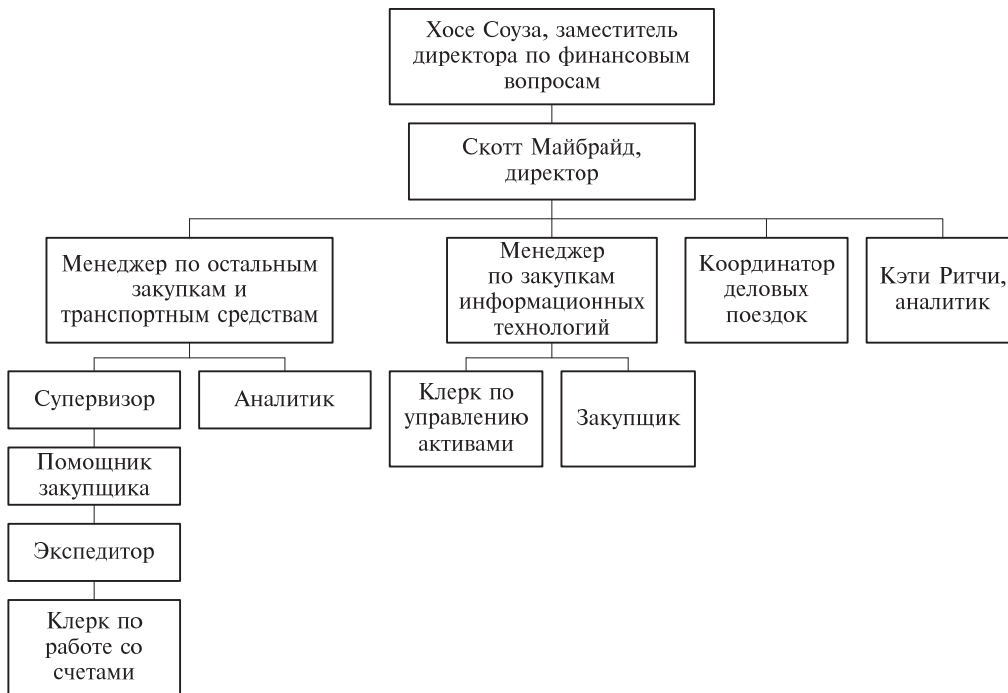 Хосе Соуза, заместитель
директора по финансовым
вопросам
Скотт Майбрайд,
директор
Менеджер по остальным
закупкам и
транспортным средствам
Менеджер
по закупкам
информационных
технологий
Координатор
деловых
поездок
Кэти Ритчи,
аналитик
Супервизор
Аналитик
Клерк по
управлению
активами
Закупщик
Помощник
закупщика
Экспедитор
Клерк по
работе со
счетами